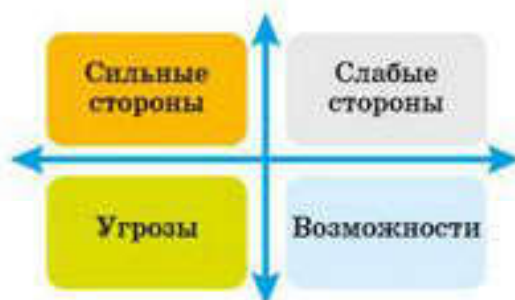 Сильные
стороны
Слабые
стороны
Угрозы
Возможности